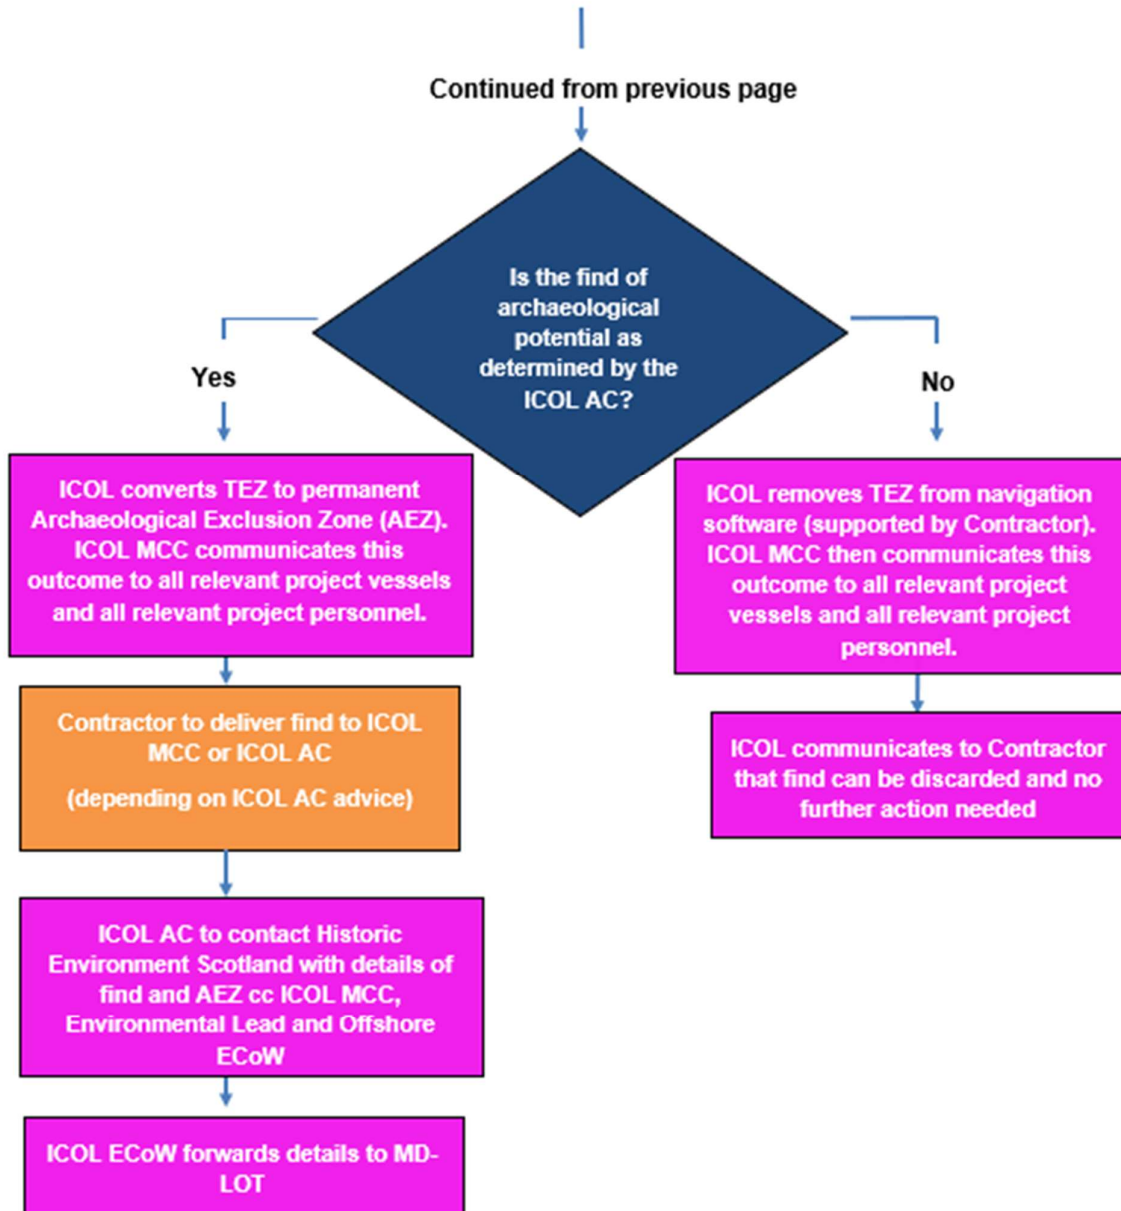 Continued from previous page
Is the find of
archaeological
potential as
determined by the
ICOL AC?
Yes
No
ICOL converts TEZ to permanent
Archaeological Exclusion Zone (AEZ).
ICOL MCC communicates this
outcome to all relevant project vessels
and all relevant project personnel.
Contractor to deliver find to ICOL
MCC or ICOL AC
(depending on ICOL AC advice)
ICOL AC to contact Historic
Environment Scotland with details of
find and AEZ cc ICOL MCC,
Environmental Lead and Offshore
ECoW
ICOL ECoW forwards details to MD-
LOT
ICOL removes TEZ from navigation
software (supported by Contractor).
ICOL MCC then communicates this
outcome to all relevant project
vessels and all relevant project
personnel.
ICOL communicates to Contractor
that find can be discarded and no
further action needed